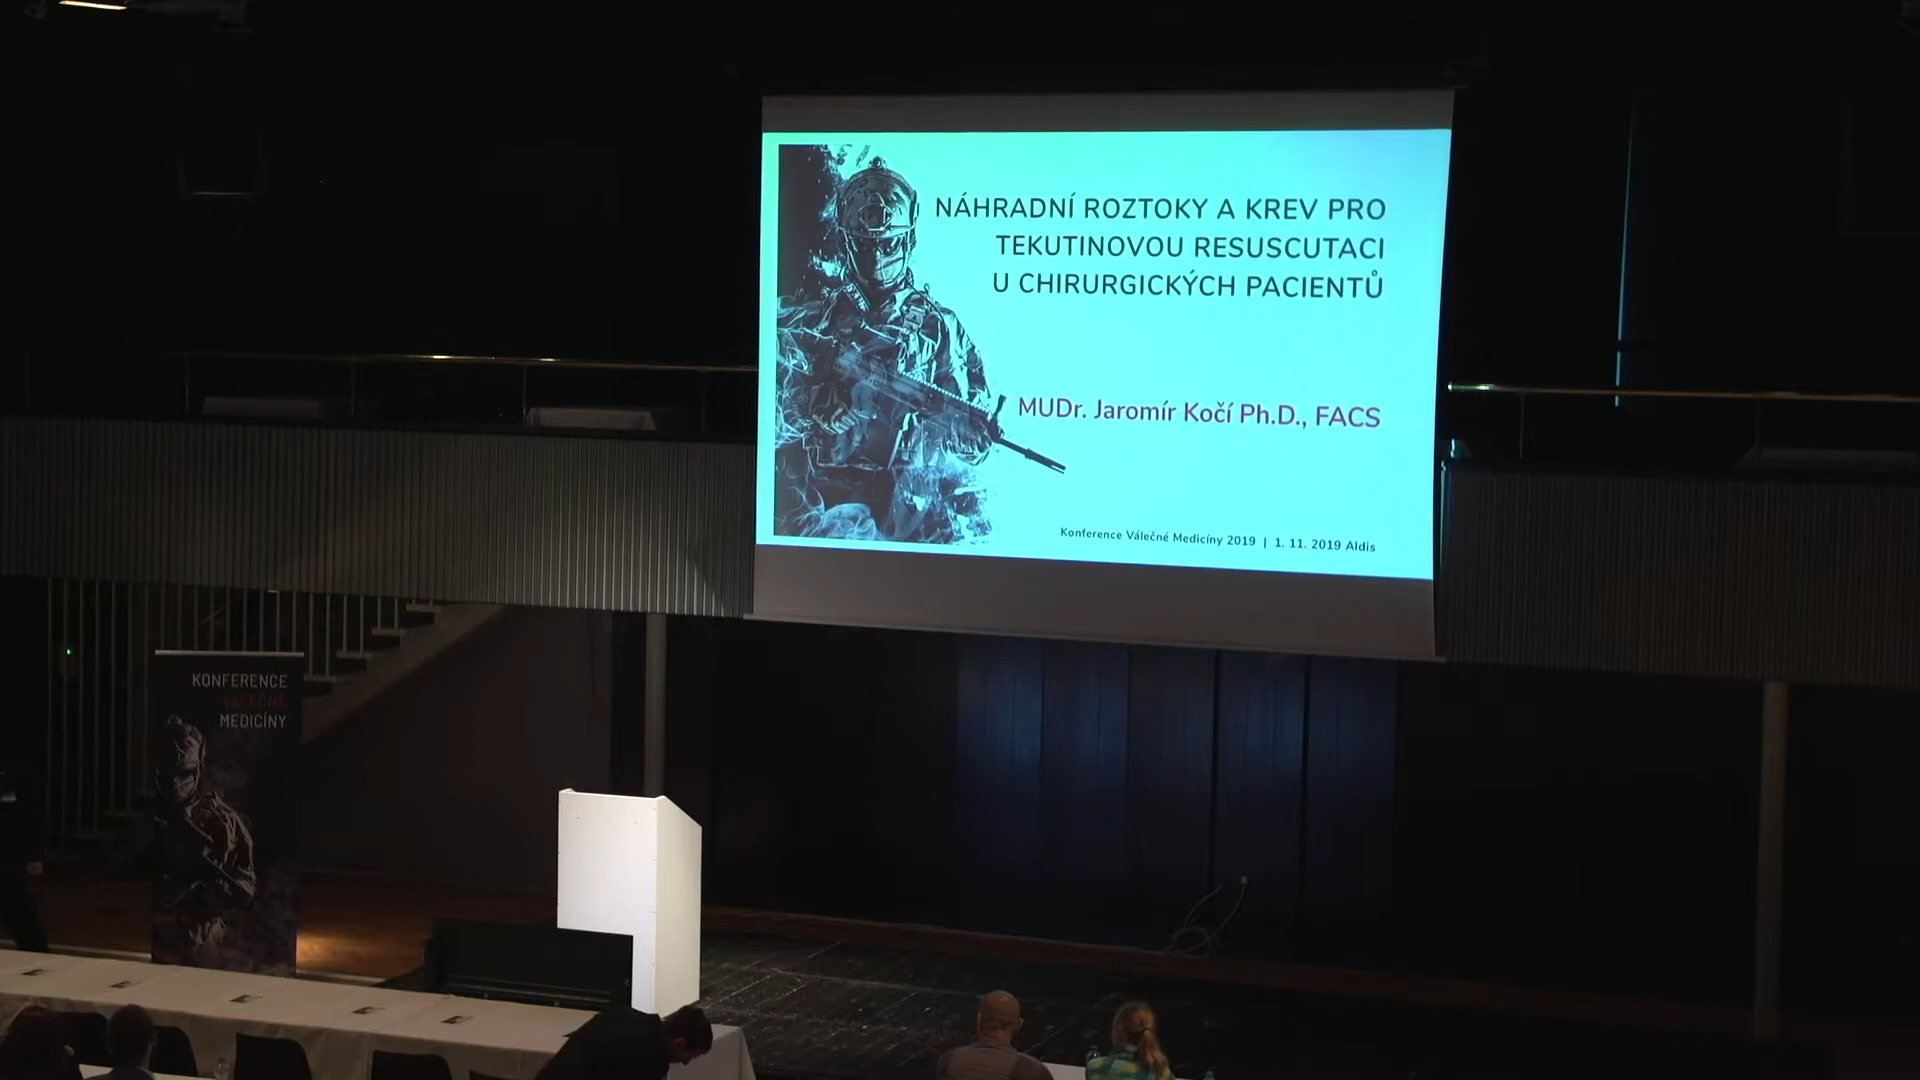 NÁHRADNÍ ROZTOKY A KREV PRO
TEKUTINOVOU RESUSCUTACI
U CHIRURGICKÝCH PACIENTŮ
MUDr. Jaromír Kočí Ph.D., FACS
Konference Válečné Medicíny 2019 | 1. 11. 2019 Aldis
KONFERENCE
VÁLEČNÉ
MEDICÍNY